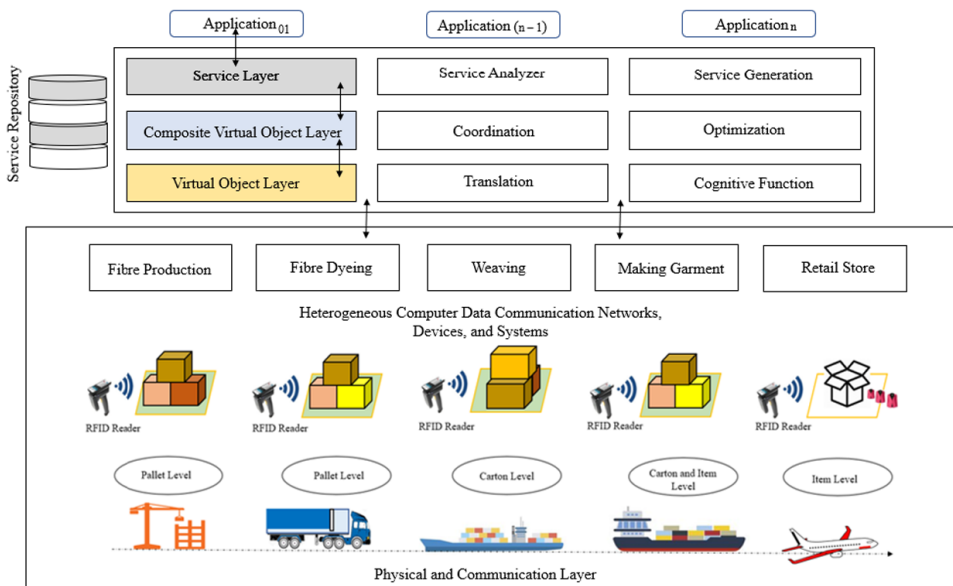 Application 01
Application (n-1)
Application n
Service Repository
Service Layer
Service Analyzer
Service Generation
Composite Virtual Object Layer
Coordination
Optimization
Virtual Object Layer
Translation
Cognitive Function
Fibre Production
Fibre Dyeing
Weaving
Making Garment
Retail Store
Heterogeneous Computer Data Communication Networks,
Devices, and Systems
RFID Reader
RFID Reader
RFID Reader
RFID Reader
RFID Reader
Pallet Level
Pallet Level
Carton Level
Carton and Item
Level
Item Level
Physical and Communication Layer